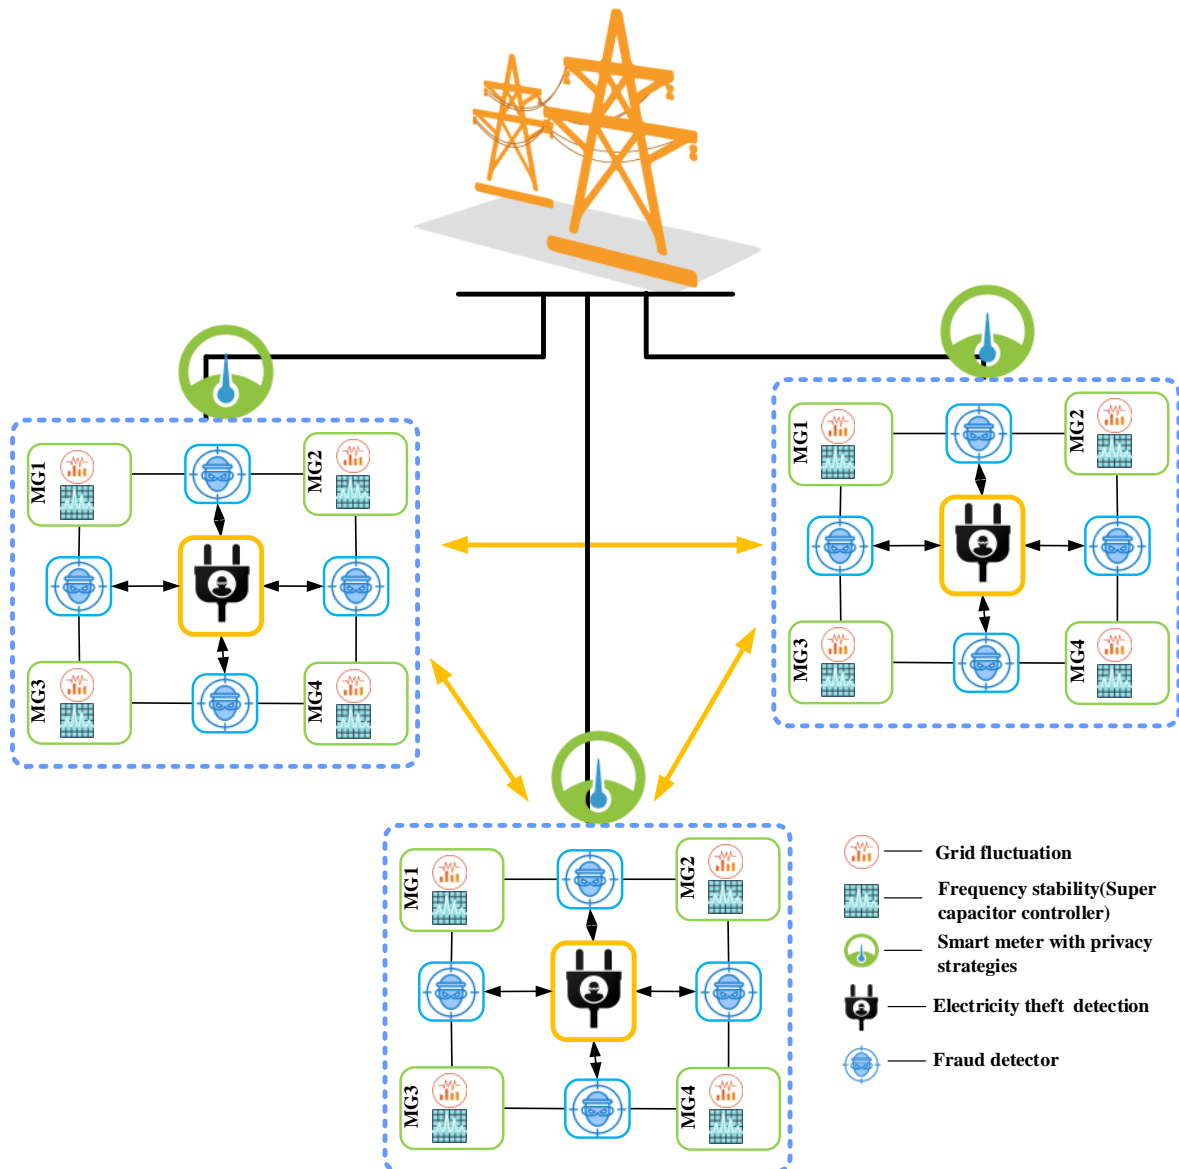 MG1
MG2
MG3
MG4
MG1
MG2
MG3
MG4
MG1
MG2
MG3
MG4
Grid fluctuation
Frequency stability(Super
capacitor controller)
Smart meter with privacy
strategies
Electricity theft detection
Fraud detector